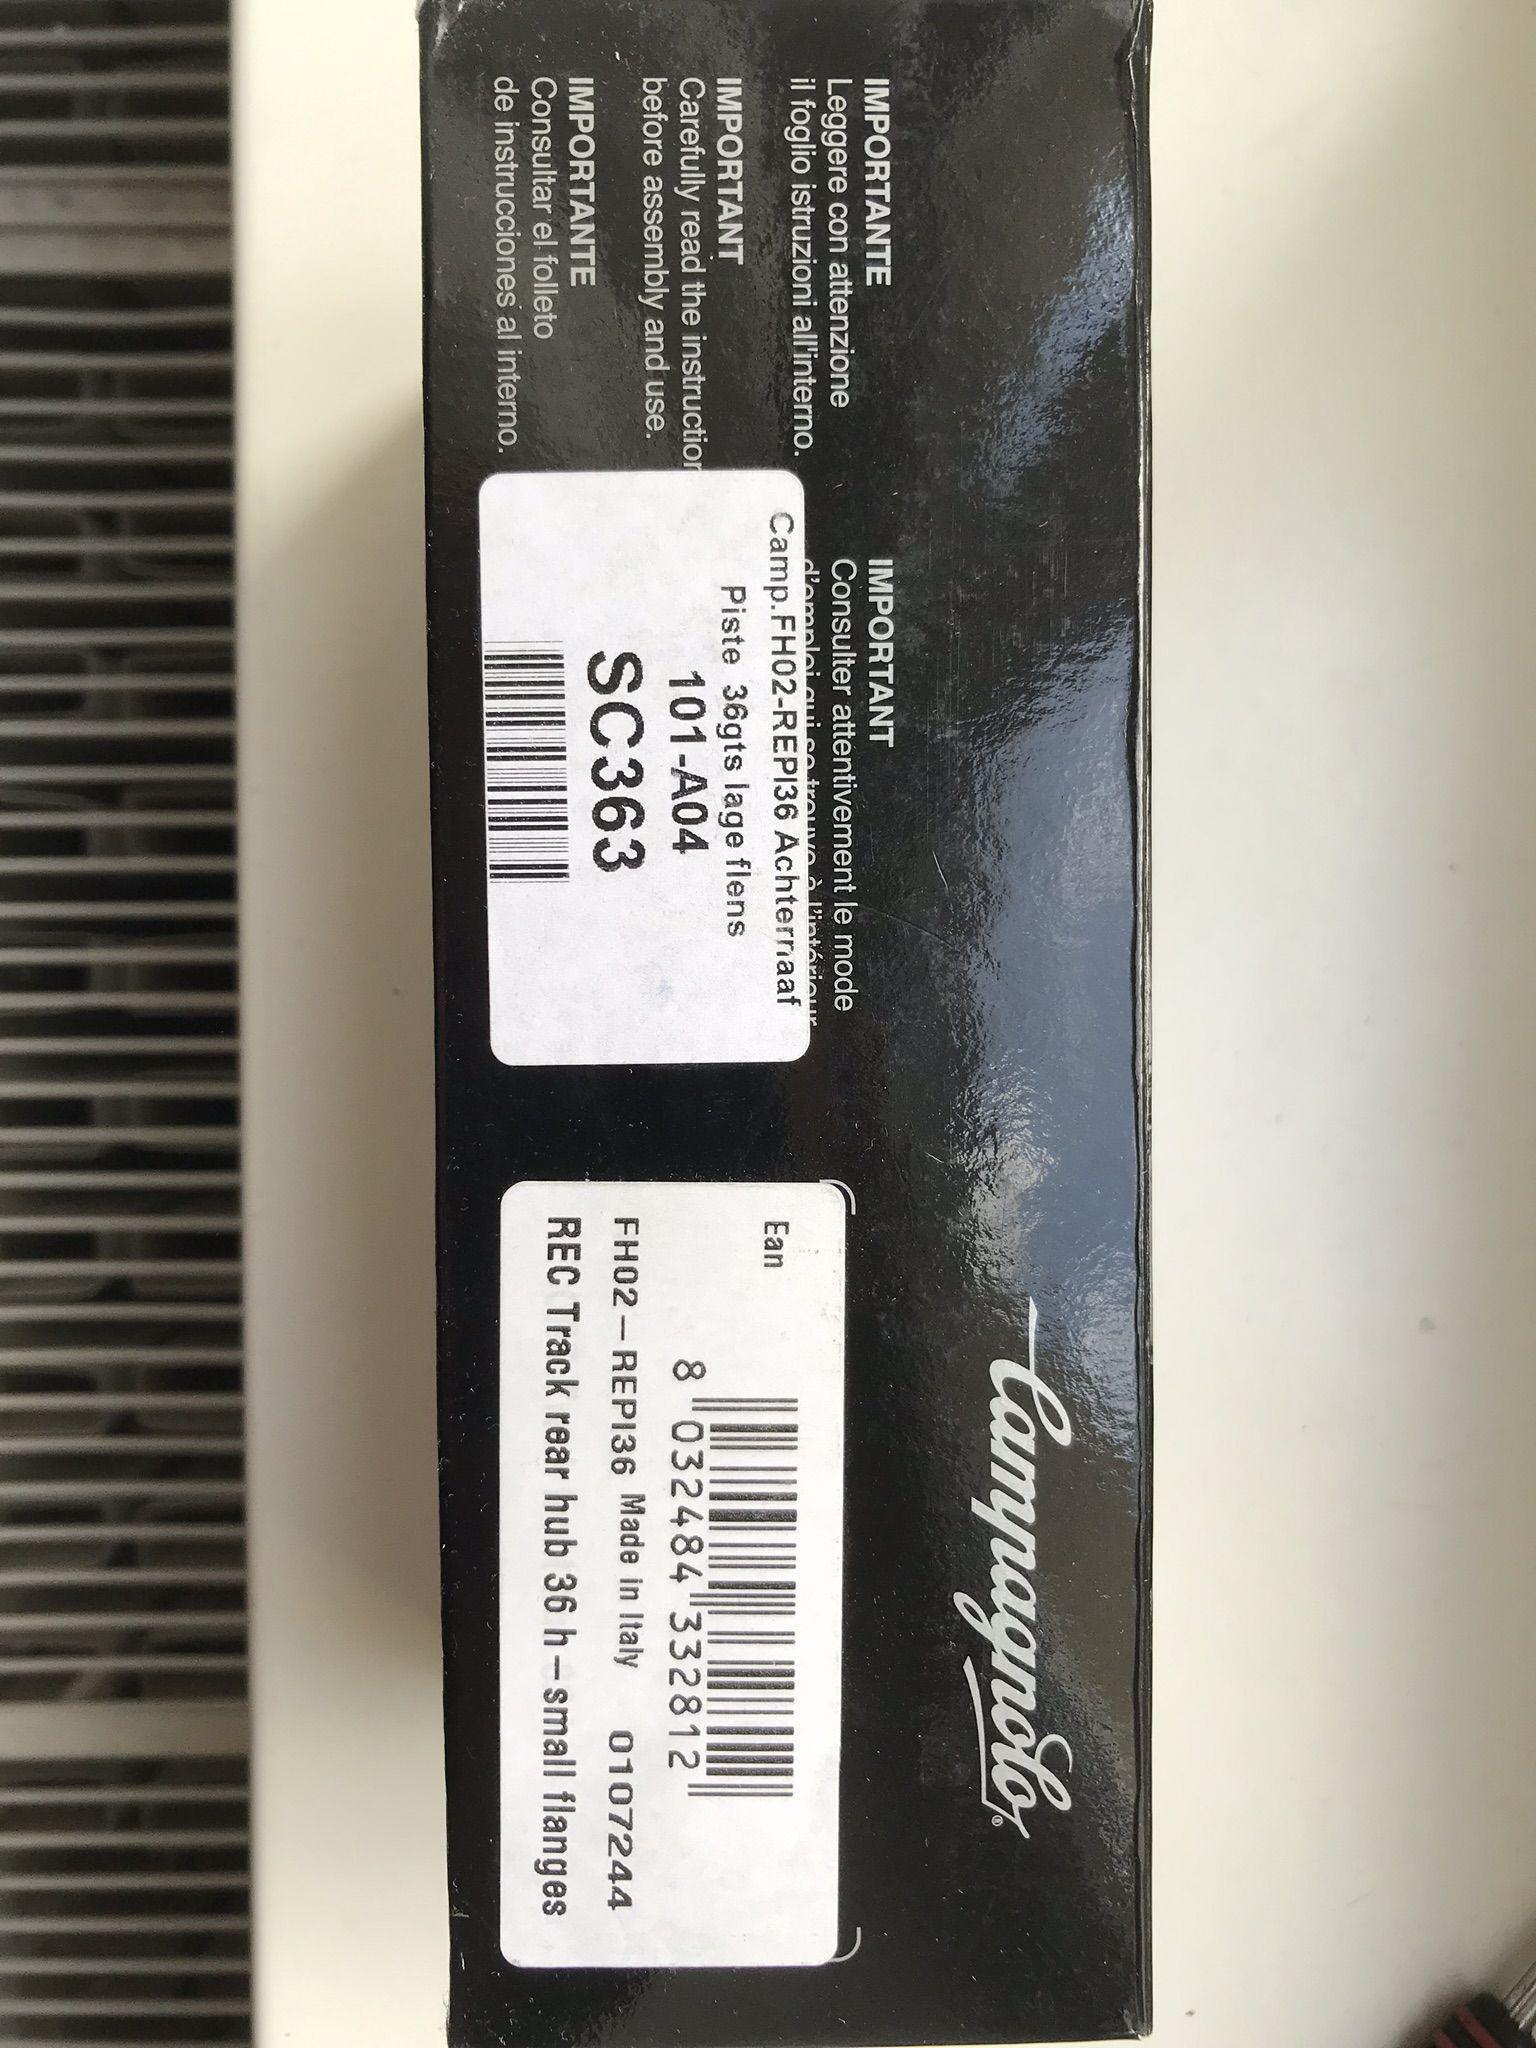 Campagnolo®
IMPORTANTE
Leggere con attenzione
il foglio istruzioni all'interno.
IMPORTANT
Carefully read the instruction
before assembly and use.
IMPORTANTE
Consultar el folleto
de instrucciones al interno.
IMPORTANT
Consulter attentivement le mode
Camp.FH02-REPI36 Achternaaf
Piste 36gts lage flens
101-A04
SC363
Ean
8 032484 332812
FH02-REPI36 Made in Italy 0107244
REC Track rear hub 36 h-small flanges